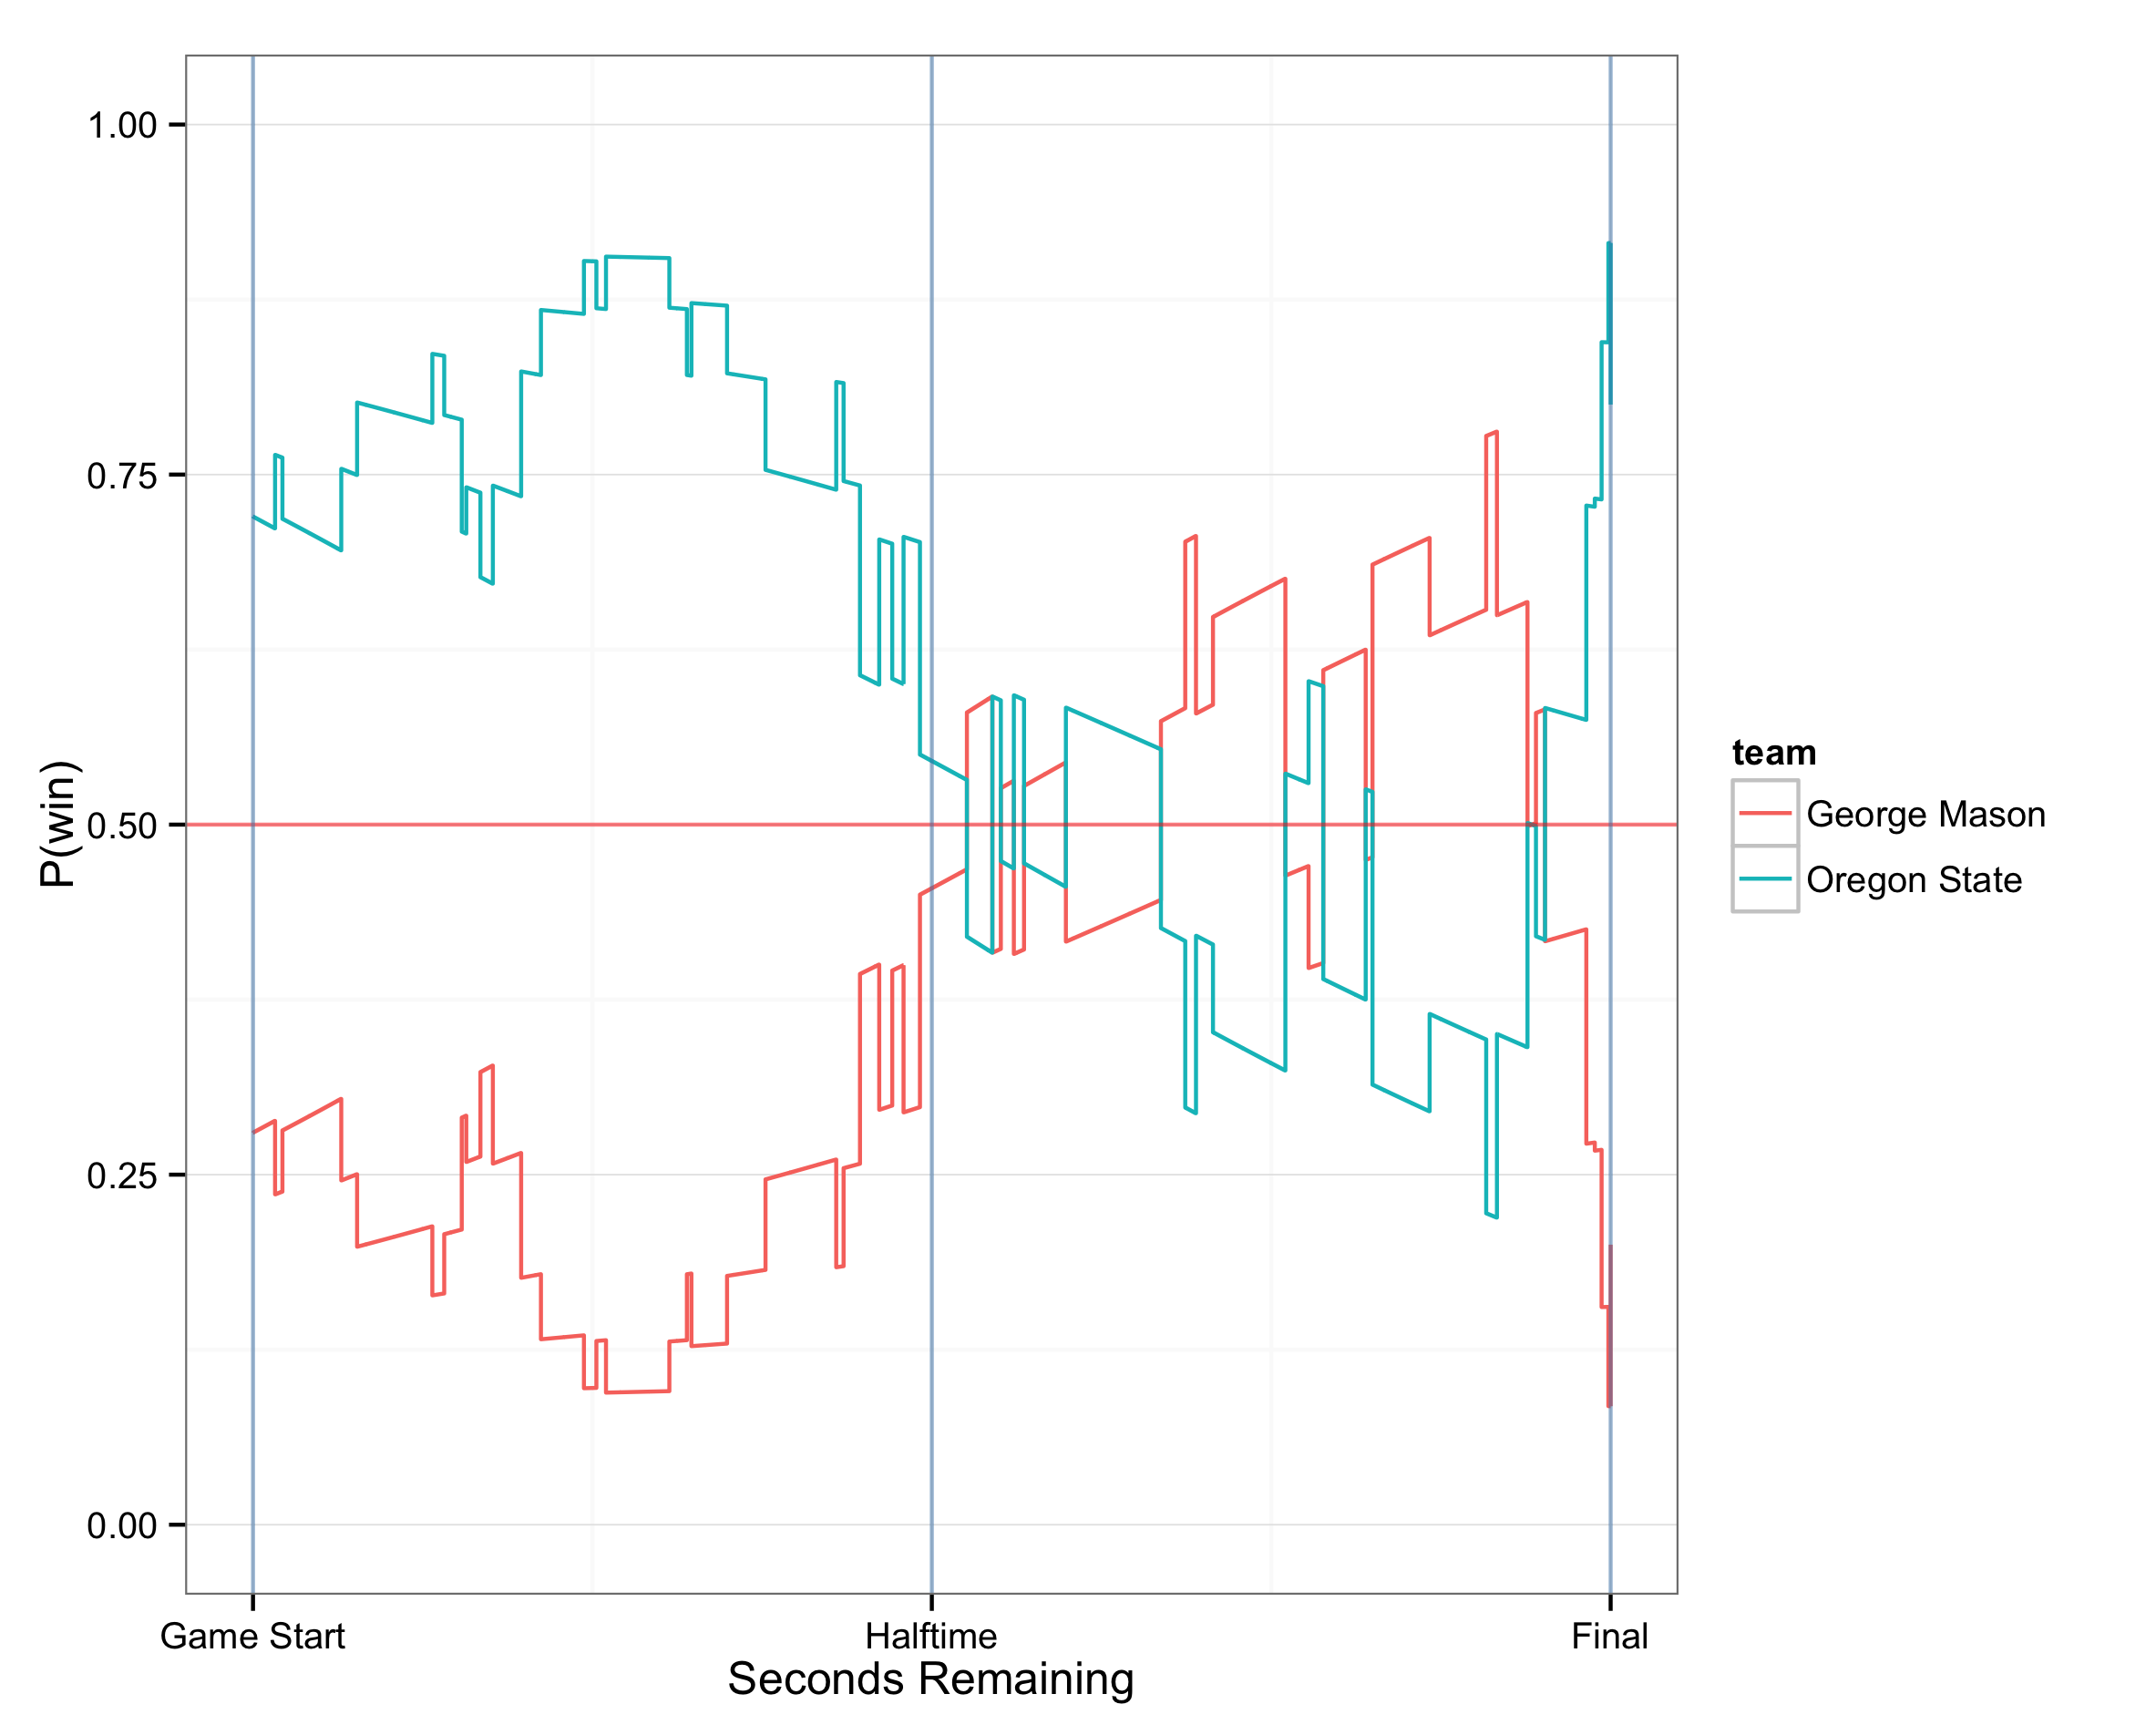 P(win)
1.00
0.75
0.50
0.25
0.00
Game Start
Halftime
Final
Seconds Remaining
team
George Mason
Oregon State